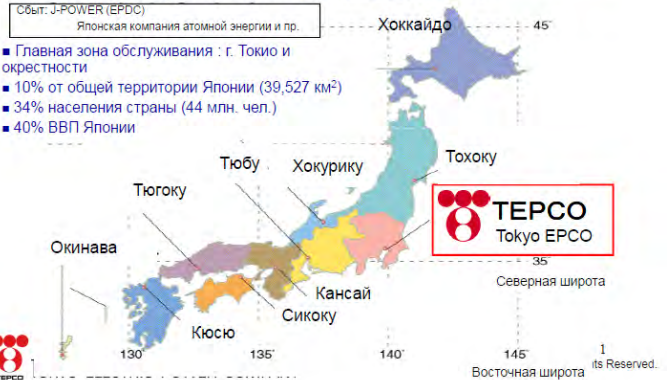 Сбыт: J-POWER (EPDC)
Японская компания атомной энергии и пр.
■ Главная зона обслуживания : г. Токио и
окрестности
■ 10% от общей территории Японии (39,527 км²)
■ 34% населения страны (44 млн. чел.)
■ 40% ВВП Японии
Хоккайдо
45˚
Тохоку
Тюбу
Хокурику
Тюгоку
TEPCO
Tokyo EPCO
Окинава
35˚
Северная широта
Кансай
Сикоку
Кюсю
130˚
135˚
140˚
145˚
1
ts Reserved.
Восточная широта
TEPCO